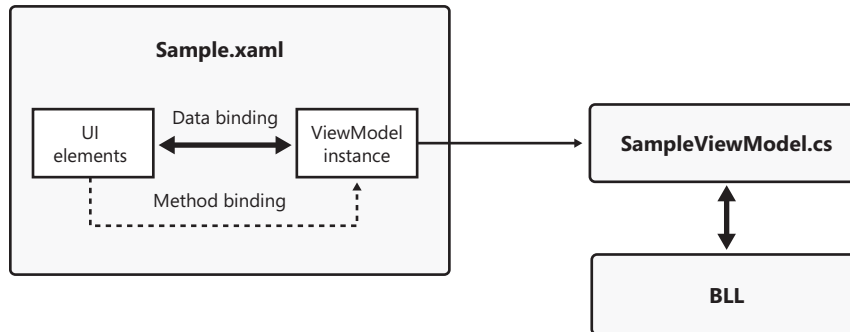 Sample.xaml
Data binding
UI
elements
ViewModel
instance
Method binding
SampleViewModel.cs
BLL